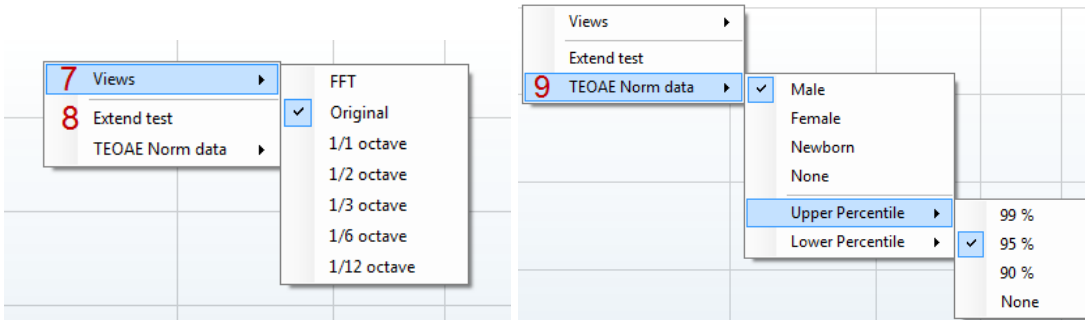 7 Views
8 Extend test
TEOAE Norm data
FFT
Original
1/1 octave
1/2 octave
1/3 octave
1/6 octave
1/12 octave
Views
Extend test
9 TEOAE Norm data
Male
Female
Newborn
None
Upper Percentile
Lower Percentile
99 %
95 %
90 %
None